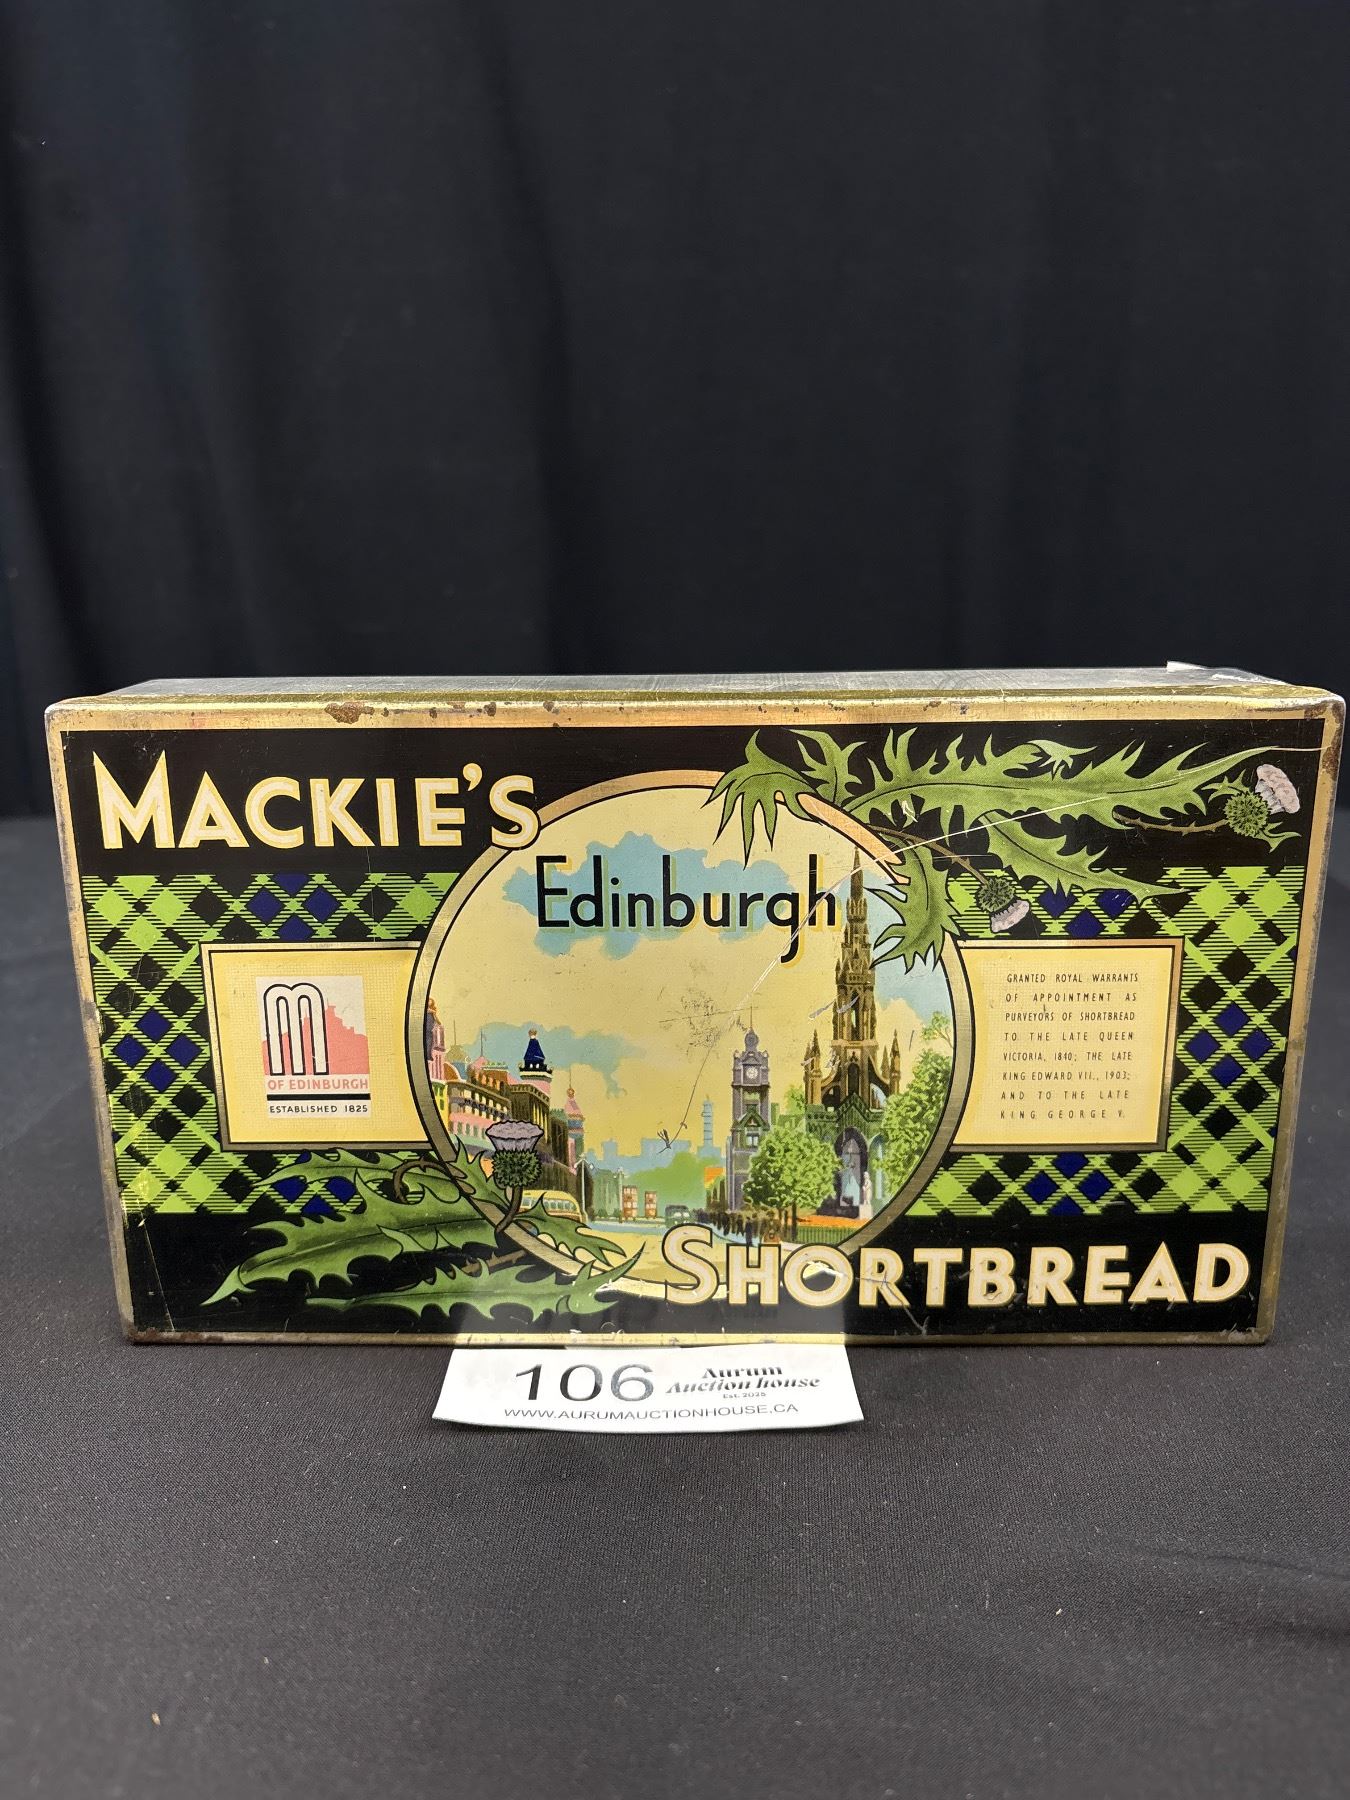 MACKIE'S
Edinburgh
M
OF EDINBURGH
ESTABLISHED 1825
GRANTED ROYAL WARRANTS
OF APPOINTMENT AS
PURVEYORS OF SHORTBREAD
TO THE LATE QUEEN
VICTORIA, 1840; THE LATE
KING EDWARD VII., 1903;
AND TO THE LATE
KING GEORGE V.
SHORTBREAD
106 Aurum
Auction house
Est. 2025
WWW.AURUMAUCTIONHOUSE.CA